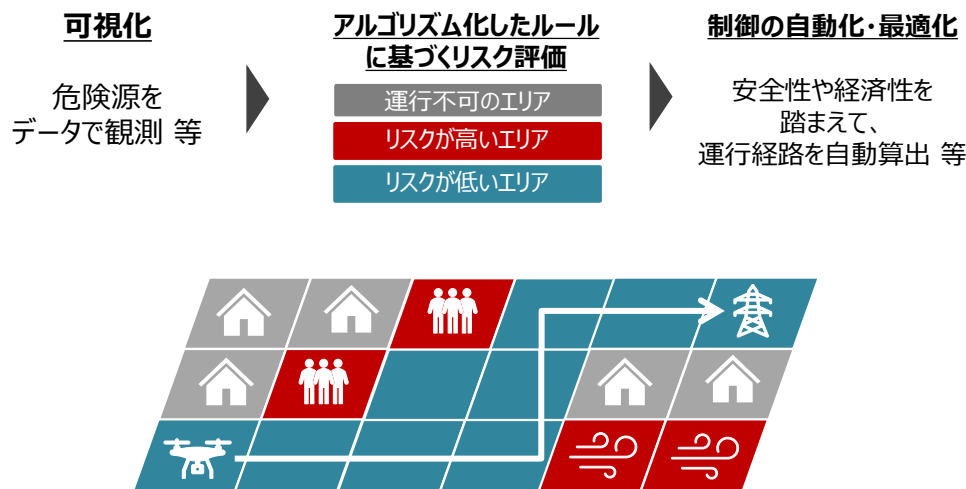 可視化
危険源を
データで観測 等
アルゴリズム化したルール
に基づくリスク評価
運行不可のエリア
リスクが高いエリア
リスクが低いエリア
制御の自動化・最適化
安全性や経済性を
踏まえて、
運行経路を自動算出 等